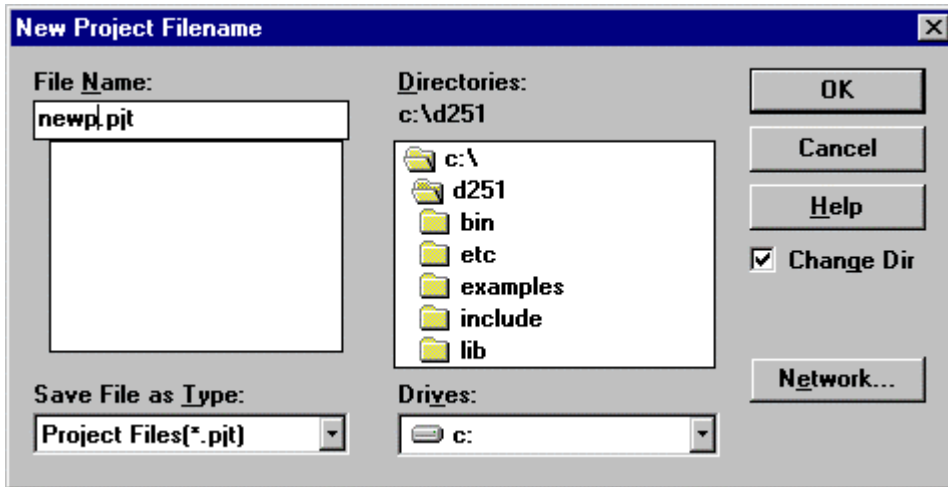 New Project Filename
File Name:
newp.pjt
Save File as Type:
Project Files(*.pjt)
Directories:
c:\d251
c:\
d251
bin
etc
examples
include
lib
Drives:
c:
OK
Cancel
Help
Change Dir
Network...